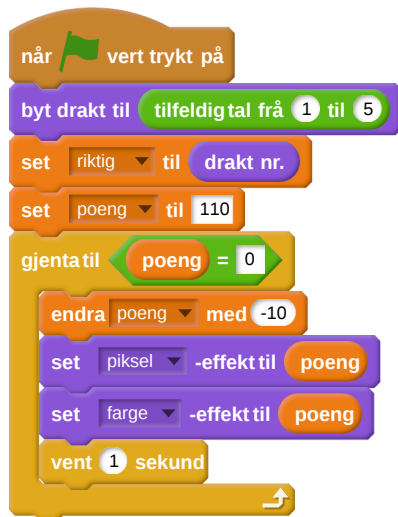 når vert trykt på
byt drakt til tilfeldig tal frå 1 til 5
set riktig til drakt nr.
set poeng til 110
gjenta til poeng = 0
endra poeng med -10
set piksel -effekt til poeng
set farge -effekt til poeng
vent 1 sekund